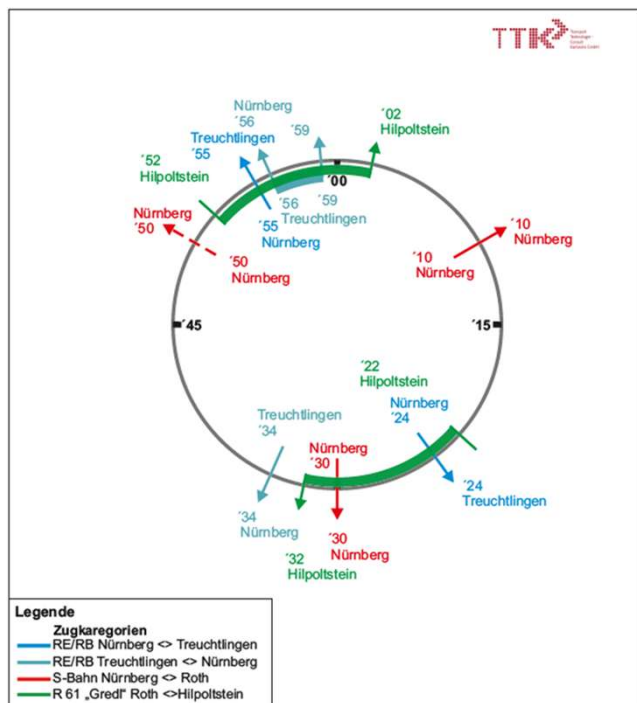 TTK
Nürnberg
´56
´59
´02
Hilpoltstein
Treuchtlingen
´55
´52
Hilpoltstein
´00
´56
´59
Treuchtlingen
´55
Nürnberg
Nürnberg
´50
´50
Nürnberg
´10
Nürnberg
´10
Nürnberg
´45
´15
´22
Hilpoltstein
Nürnberg
´24
Treuchtlingen
´34
Nürnberg
´30
´24
Treuchtlingen
´34
Nürnberg
´30
Nürnberg
´32
Hilpoltstein
Legende
Zugkaregorien
RE/RB Nürnberg <> Treuchtlingen
RE/RB Treuchtlingen <> Nürnberg
S-Bahn Nürnberg <> Roth
R 61 „Gredl" Roth <>Hilpoltstein